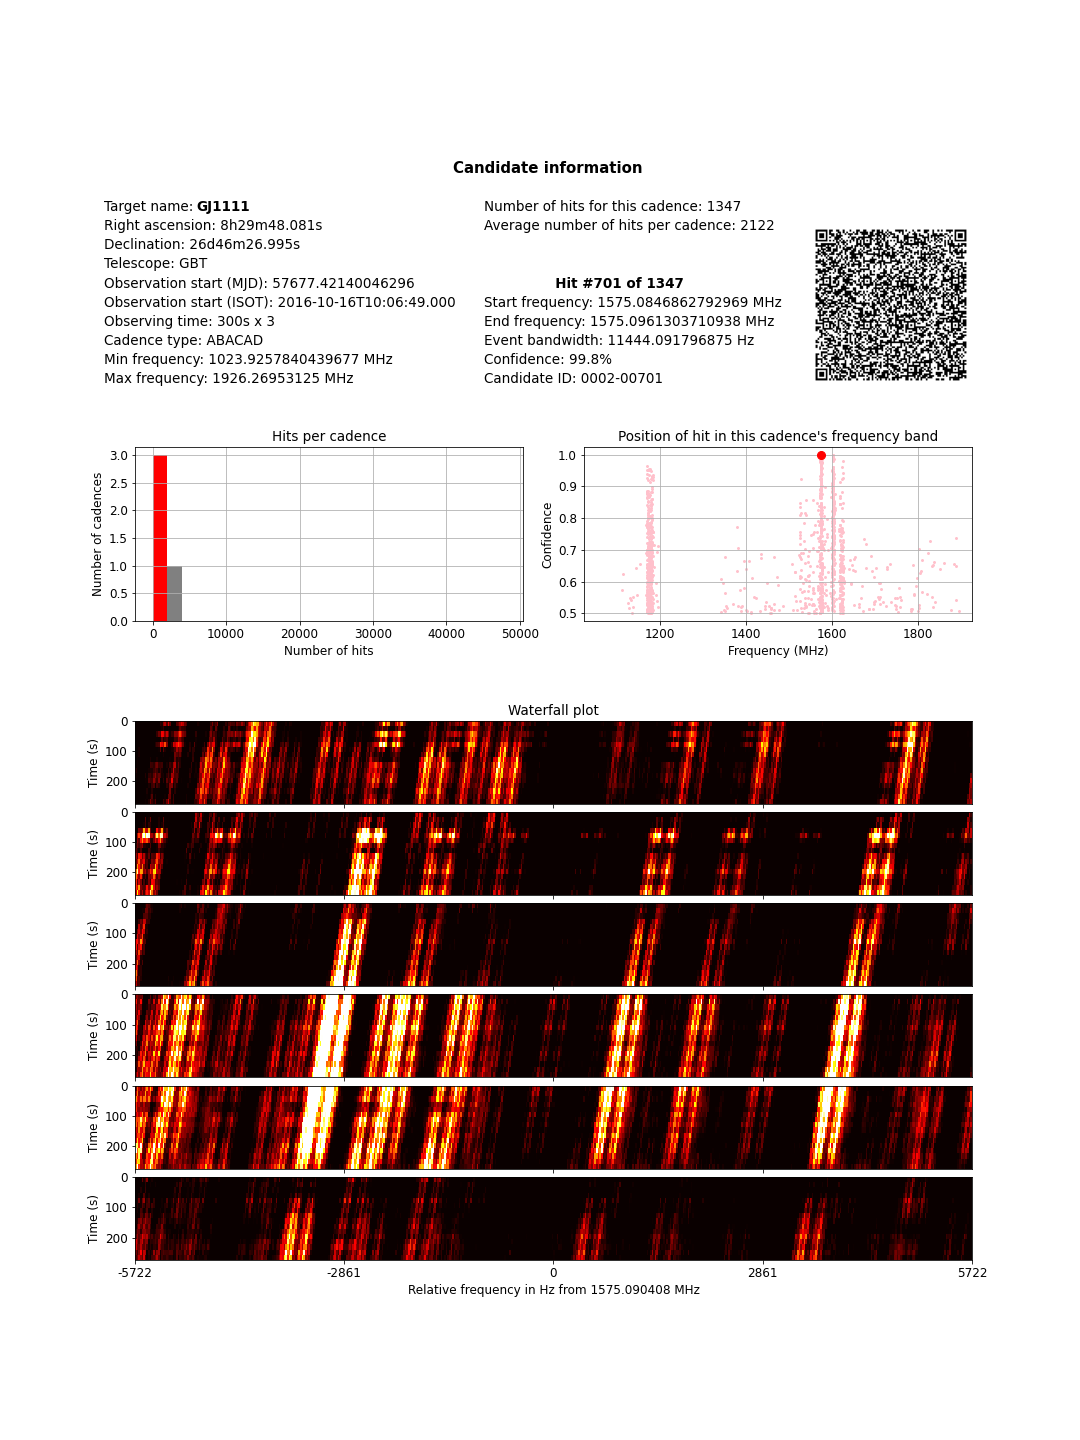 Candidate information
Target name: GJ1111
Right ascension: 8h29m48.081s
Declination: 26d46m26.995s
Telescope: GBT
Observation start (MJD): 57677.42140046296
Observation start (ISOT): 2016-10-16T10:06:49.000
Observing time: 300s x 3
Cadence type: ABACAD
Min frequency: 1023.9257840439677 MHz
Max frequency: 1926.26953125 MHz
Number of hits for this cadence: 1347
Average number of hits per cadence: 2122
Hit #701 of 1347
Start frequency: 1575.0846862792969 MHz
End frequency: 1575.0961303710938 MHz
Event bandwidth: 11444.091796875 Hz
Confidence: 99.8%
Candidate ID: 0002-00701
Hits per cadence
Number of cadences
3.0
2.5
2.0
1.5
1.0
0.5
0.0
0 10000 20000 30000 40000 50000
Number of hits
Position of hit in this cadence's frequency band
Confidence
1.0
0.9
0.8
0.7
0.6
0.5
1200 1400 1600 1800
Frequency (MHz)
Waterfall plot
Time (s)
0
100
200
Time (s)
0
100
200
Time (s)
0
100
200
Time (s)
0
100
200
Time (s)
0
100
200
Time (s)
0
100
200
-5722 -2861 0 2861 5722
Relative frequency in Hz from 1575.090408 MHz